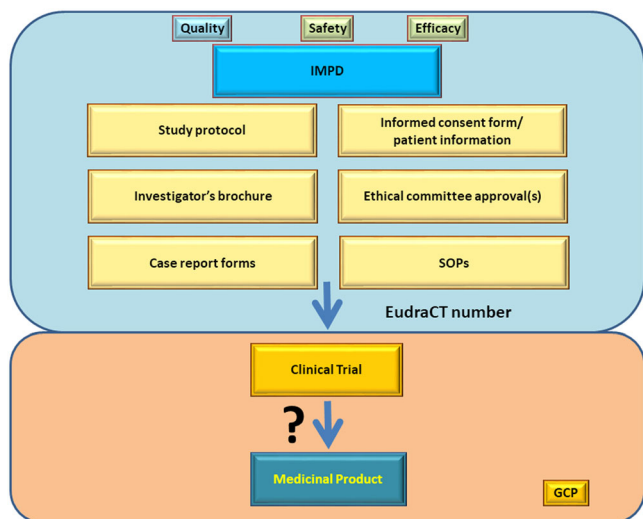 Quality Safety Efficacy
IMPD
Study protocol
Informed consent form/
patient information
Investigator's brochure
Ethical committee approval(s)
Case report forms
SOPs
EudraCT number
Clinical Trial
?
Medicinal Product
GCP